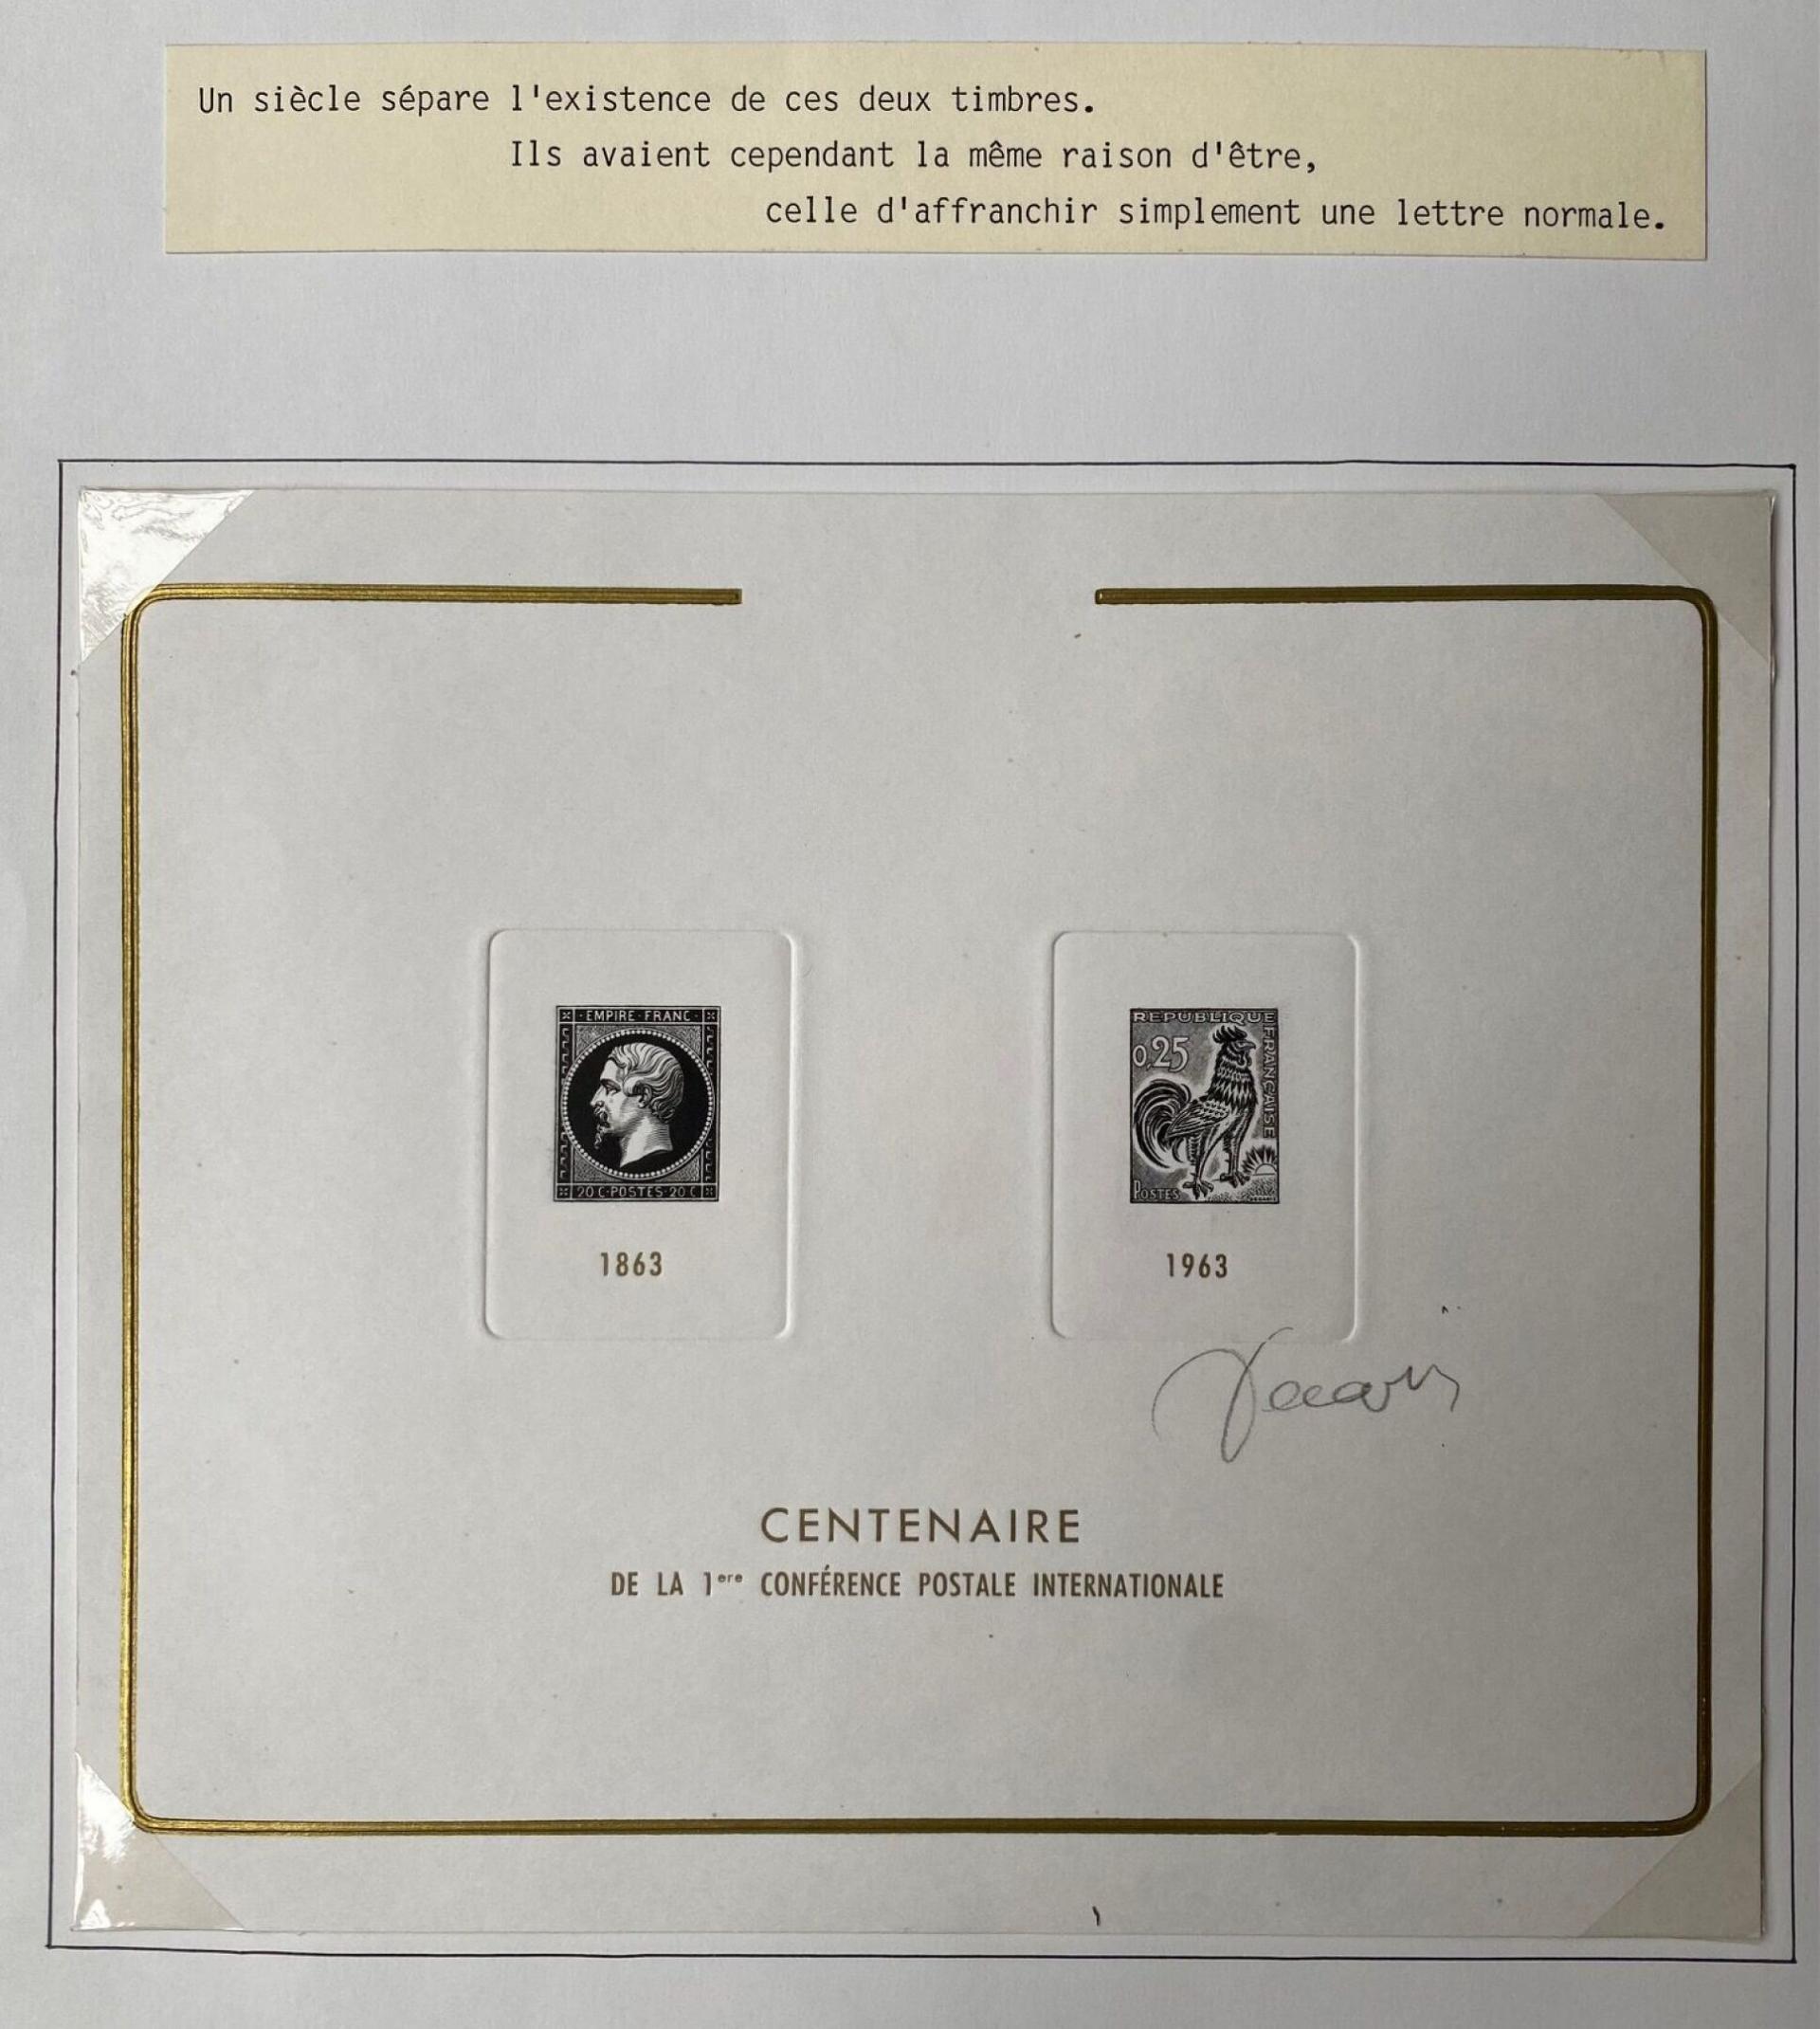 Un siècle sépare l'existence de ces deux timbres.
Ils avaient cependant la même raison d'être,
celle d'affranchir simplement une lettre normale.
EMPIRE FRANC
20 C·POSTES·20 C
1863
REPUBLIQUE
FRANÇAISE
0,25
POSTES
1963
CENTENAIRE
DE LA 1ere CONFÉRENCE POSTALE INTERNATIONALE